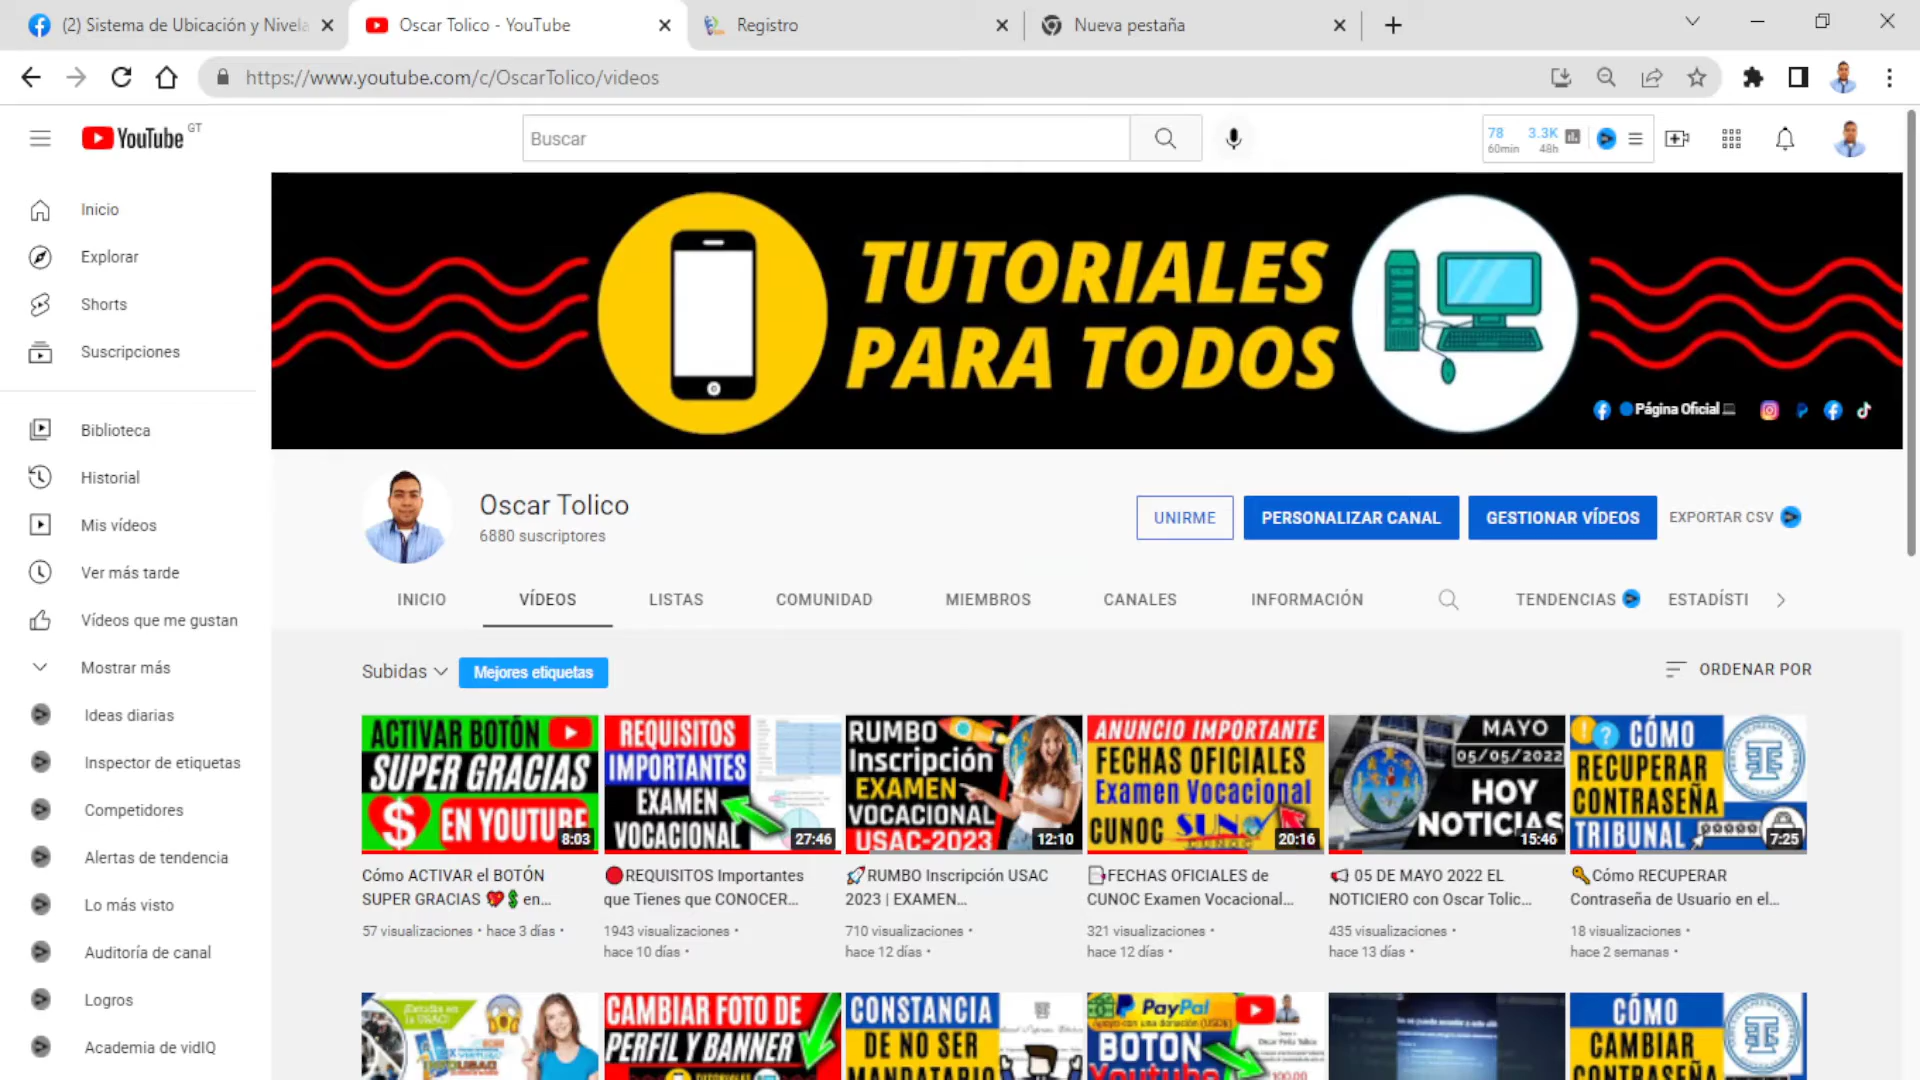 (2) Sistema de Ubicación y Nivela
Oscar Tolico - YouTube
Registro
Nueva pestaña
https://www.youtube.com/c/OscarTolico/videos
YouTube GT
Buscar
78 3.3K
60min 48h
Inicio
Explorar
Shorts
Suscripciones
Biblioteca
Historial
Mis vídeos
Ver más tarde
Vídeos que me gustan
Mostrar más
Ideas diarias
Inspector de etiquetas
Competidores
Alertas de tendencia
Lo más visto
Auditoría de canal
Logros
Academia de vidIQ
TUTORIALES
PARA TODOS
Página Oficial
Oscar Tolico
6880 suscriptores
UNIRME
PERSONALIZAR CANAL
GESTIONAR VÍDEOS
EXPORTAR CSV
INICIO
VÍDEOS
LISTAS
COMUNIDAD
MIEMBROS
CANALES
INFORMACIÓN
TENDENCIAS
ESTADÍSTI
Subidas
Mejores etiquetas
ORDENAR POR
ACTIVAR BOTÓN
SUPER GRACIAS
$ EN YOUTUBE
8:03
Cómo ACTIVAR el BOTÓN
SUPER GRACIAS 💖💲 en...
57 visualizaciones • hace 3 días •
REQUISITOS
IMPORTANTES
EXAMEN
VOCACIONAL
27:46
🔴REQUISITOS Importantes
que Tienes que CONOCER...
1943 visualizaciones •
hace 10 días •
RUMBO
Inscripción
EXAMEN
VOCACIONAL
USAC-2023
12:10
🚀RUMBO Inscripción USAC
2023 | EXAMEN...
710 visualizaciones •
hace 12 días •
ANUNCIO IMPORTANTE
FECHAS OFICIALES
Examen Vocacional
CUNOC SUN
20:16
📑FECHAS OFICIALES de
CUNOC Examen Vocacional...
321 visualizaciones •
hace 12 días •
MAYO
05/05/2022
HOY
NOTICIAS
15:46
📢 05 DE MAYO 2022 EL
NOTICIERO con Oscar Tolic...
435 visualizaciones •
hace 13 días •
CÓMO
RECUPERAR
CONTRASEÑA
TRIBUNAL
7:25
🔑Cómo RECUPERAR
Contraseña de Usuario en el...
18 visualizaciones •
hace 2 semanas •
CAMBIAR FOTO DE
PERFIL Y BANNER
CONSTANCIA
DE NO SER
MANDATARIO
PayPal
BOTON
Youtube
100.00
CÓMO
CAMBIAR
CONTRASEÑA